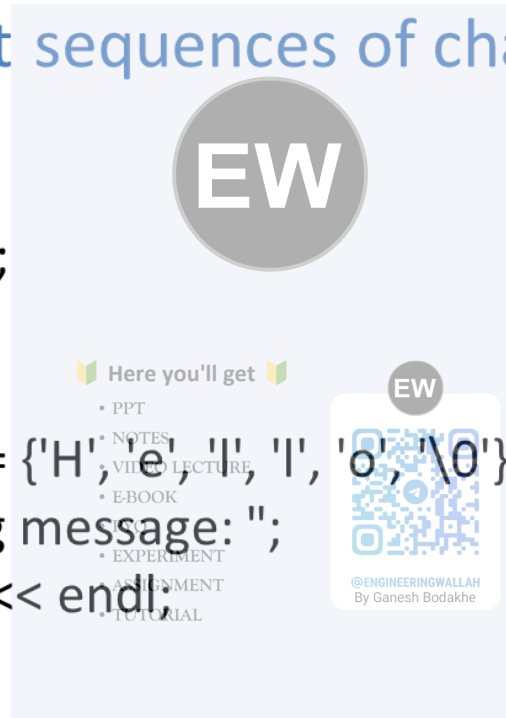 t sequences of cha
EW
;
Here you'll get
• PPT
• NOTES
= {'H', 'e', 'l', 'l', 'o', '\0'}
• VIDEO LECTURE
• E-BOOK
g message: ";
• EXPERIMENT
• ASSIGNMENT
<< endl;
• TUTORIAL
EW
@ENGINEERINGWALLAH
By Ganesh Bodakhe